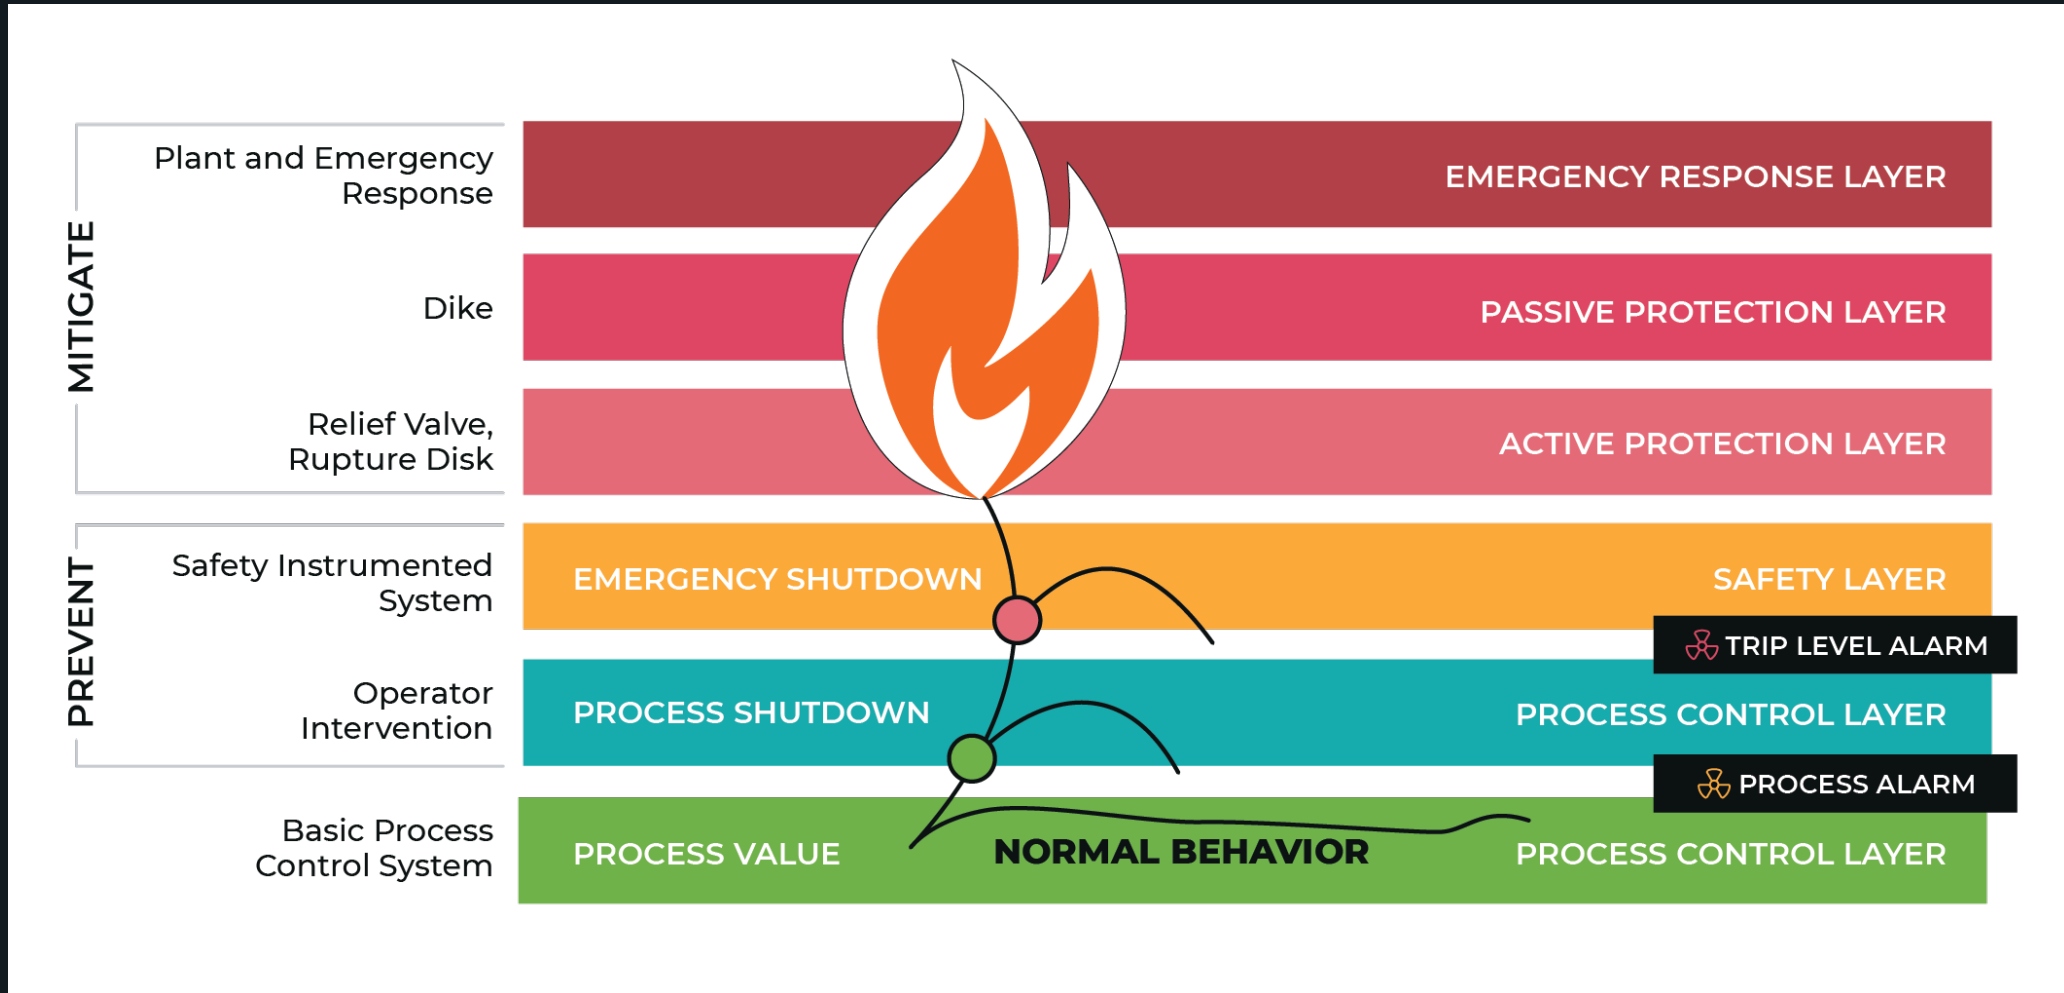 MITIGATE
Plant and Emergency
Response
EMERGENCY RESPONSE LAYER
Dike
PASSIVE PROTECTION LAYER
Relief Valve,
Rupture Disk
ACTIVE PROTECTION LAYER
PREVENT
Safety Instrumented
System
EMERGENCY SHUTDOWN
SAFETY LAYER
TRIP LEVEL ALARM
Operator
Intervention
PROCESS SHUTDOWN
PROCESS CONTROL LAYER
PROCESS ALARM
Basic Process
Control System
PROCESS VALUE
NORMAL BEHAVIOR
PROCESS CONTROL LAYER